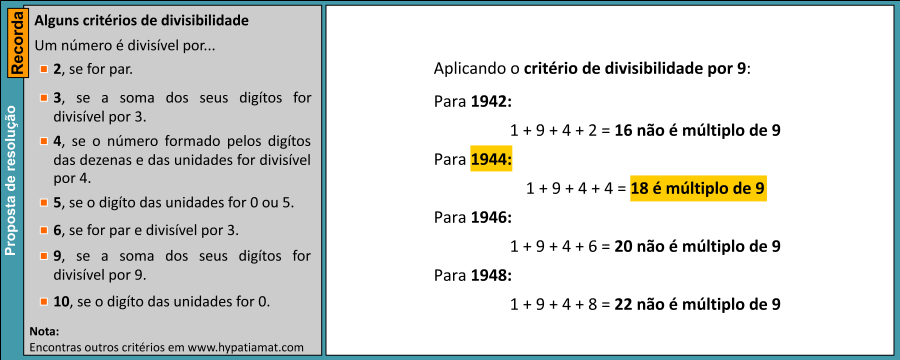 Recorda
Proposta de resolução
Alguns critérios de divisibilidade
Um número é divisível por...
2, se for par.
3, se a soma dos seus digítos for
divisível por 3.
4, se o número formado pelos digítos
das dezenas e das unidades for divisível
por 4.
5, se o digíto das unidades for 0 ou 5.
6, se for par e divisível por 3.
9, se a soma dos seus digítos for
divisível por 9.
10, se o digíto das unidades for 0.
Nota:
Encontras outros critérios em www.hypatiamat.com
Aplicando o critério de divisibilidade por 9:
Para 1942:
1 + 9 + 4 + 2 = 16 não é múltiplo de 9
Para 1944:
1 + 9 + 4 + 4 = 18 é múltiplo de 9
Para 1946:
1 + 9 + 4 + 6 = 20 não é múltiplo de 9
Para 1948:
1 + 9 + 4 + 8 = 22 não é múltiplo de 9